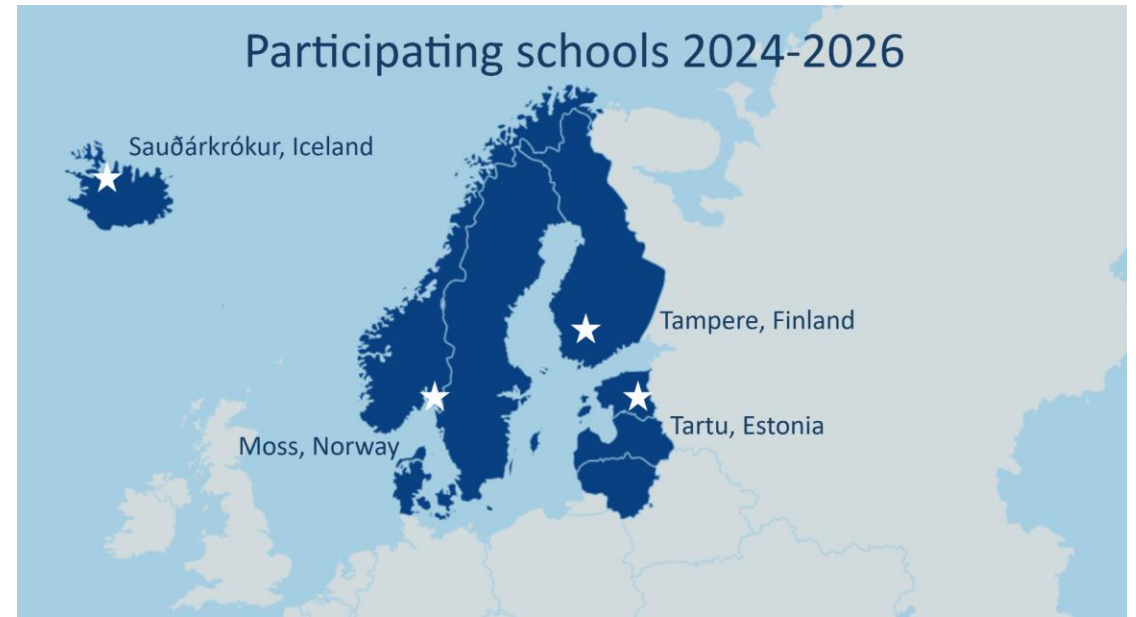 Participating schools 2024-2026
Sauðárkrókur, Iceland
Tampere, Finland
Tartu, Estonia
Moss, Norway